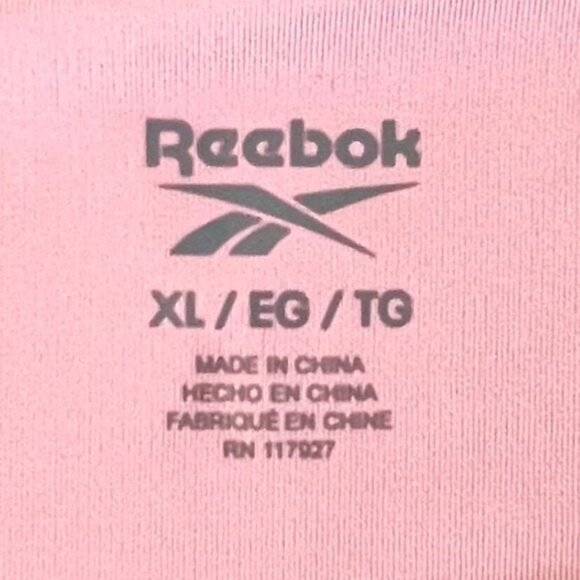 Reebok
XL / EG / TG
MADE IN CHINA
HECHO EN CHINA
FABRIQUÉ EN CHINE
RN 117927